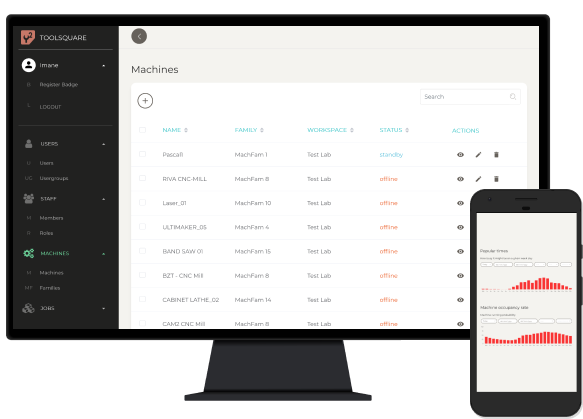 TOOLSQUARE
imane
R Register Badge
L LOGOUT
USERS
U Users
UG Usergroups
STAFF
M Members
R Roles
MACHINES
M Machines
MF Families
JOBS
Machines
Search
NAME FAMILY WORKSPACE STATUS ACTIONS
Pascal1 MachFam 1 Test Lab standby
RIVA CNC-MILL MachFam 8 Test Lab offline
Laser_01 MachFam 10 Test Lab offline
ULTIMAKER_05 MachFam 4 Test Lab offline
BAND SAW 01 MachFam 15 Test Lab offline
BZT - CNC Mill MachFam 8 Test Lab offline
CABINET LATHE_02 MachFam 14 Test Lab offline
CAM2 CNC Mill MachFam 8 Test Lab offline
Popular times
Machine occupancy rate